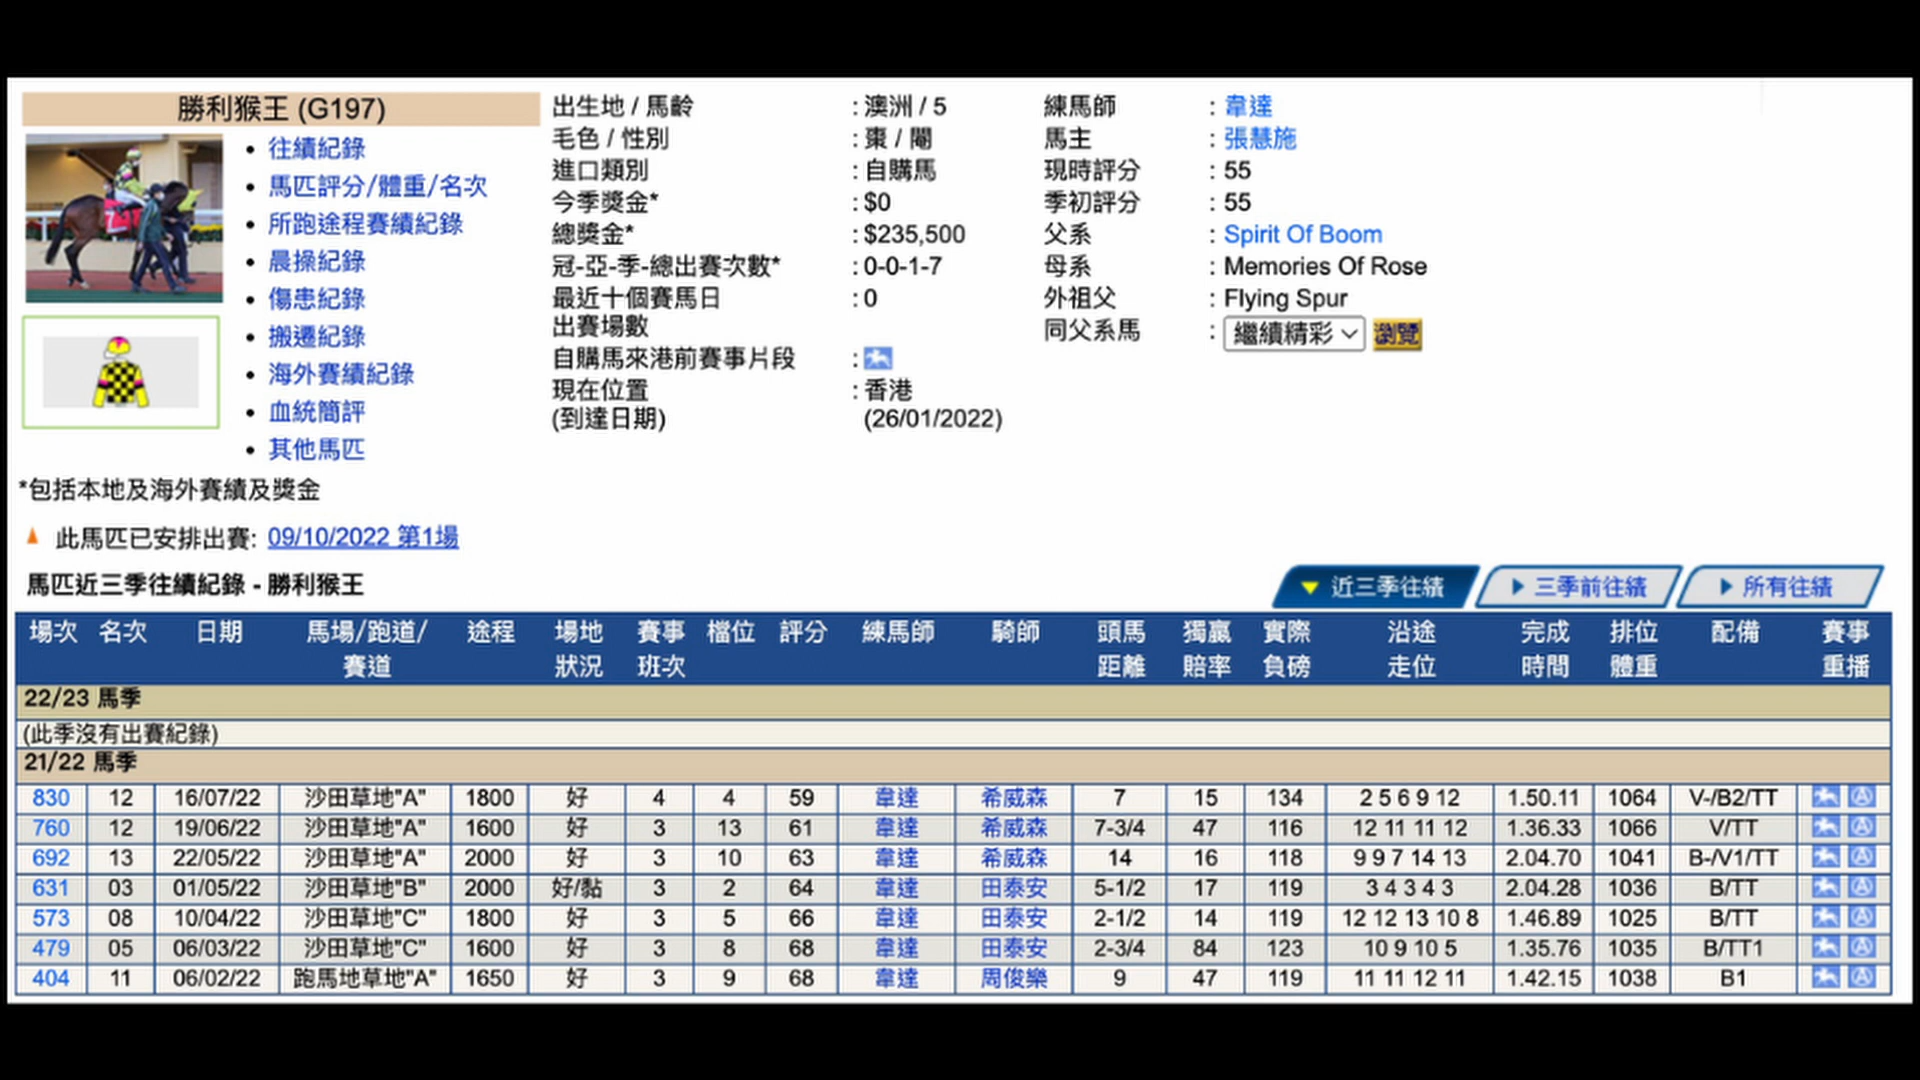 勝利猴王 (G197)
往績紀錄
馬匹評分/體重/名次
所跑途程賽績紀錄
晨操紀錄
傷患紀錄
搬遷紀錄
海外賽績紀錄
血統簡評
其他馬匹
出生地 / 馬齡 : 澳洲 / 5
毛色 / 性別 : 棗 / 閹
進口類別 : 自購馬
今季獎金* : $0
總獎金* : $235,500
冠-亞-季-總出賽次數* : 0-0-1-7
最近十個賽馬日 : 0
出賽場數
自購馬來港前賽事片段 :
現在位置 : 香港
(到達日期) (26/01/2022)
練馬師 : 韋達
馬主 : 張慧施
現時評分 : 55
季初評分 : 55
父系 : Spirit Of Boom
母系 : Memories Of Rose
外祖父 : Flying Spur
同父系馬 : 繼續精彩 瀏覽
*包括本地及海外賽績及獎金
此馬匹已安排出賽: 09/10/2022 第1場
馬匹近三季往績紀錄 - 勝利猴王
近三季往績 三季前往績 所有往績
場次 名次 日期 馬場/跑道/ 途程 場地 賽事 檔位 評分 練馬師 騎師 頭馬 獨贏 實際 沿途 完成 排位 配備 賽事
賽道 狀況 班次 距離 賠率 負磅 走位 時間 體重 重播
22/23 馬季
(此季沒有出賽紀錄)
21/22 馬季
830 12 16/07/22 沙田草地"A" 1800 好 4 4 59 韋達 希威森 7 15 134 2 5 6 9 12 1.50.11 1064 V-/B2/TT
760 12 19/06/22 沙田草地"A" 1600 好 3 13 61 韋達 希威森 7-3/4 47 116 12 11 11 12 1.36.33 1066 V/TT
692 13 22/05/22 沙田草地"A" 2000 好 3 10 63 韋達 希威森 14 16 118 9 9 7 14 13 2.04.70 1041 B-/V1/TT
631 03 01/05/22 沙田草地"B" 2000 好/黏 3 2 64 韋達 田泰安 5-1/2 17 119 3 4 3 4 3 2.04.28 1036 B/TT
573 08 10/04/22 沙田草地"C" 1800 好 3 5 66 韋達 田泰安 2-1/2 14 119 12 12 13 10 8 1.46.89 1025 B/TT
479 05 06/03/22 沙田草地"C" 1600 好 3 8 68 韋達 田泰安 2-3/4 84 123 10 9 10 5 1.35.76 1035 B/TT1
404 11 06/02/22 跑馬地草地"A" 1650 好 3 9 68 韋達 周俊樂 9 47 119 11 11 12 11 1.42.15 1038 B1